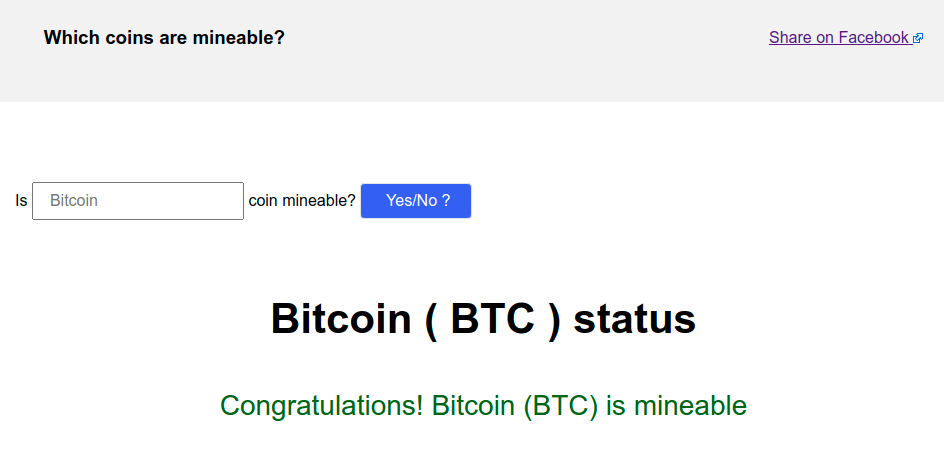 Which coins are mineable?
Share on Facebook
Is Bitcoin coin mineable? Yes/No ?
Bitcoin ( BTC ) status
Congratulations! Bitcoin (BTC) is mineable